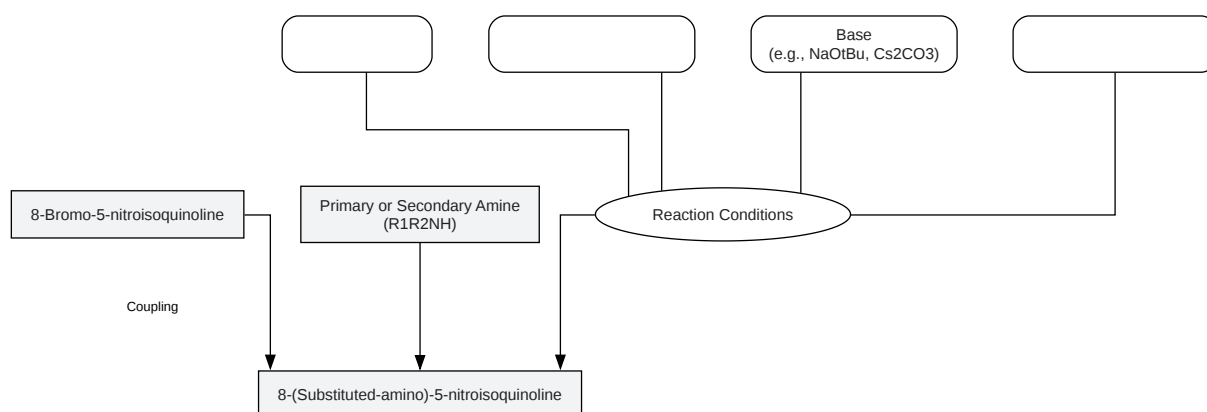 Base
(e.g., NaOtBu, Cs2CO3)
8-Bromo-5-nitroisoquinoline
Primary or Secondary Amine
(R1R2NH)
Reaction Conditions
Coupling
8-(Substituted-amino)-5-nitroisoquinoline